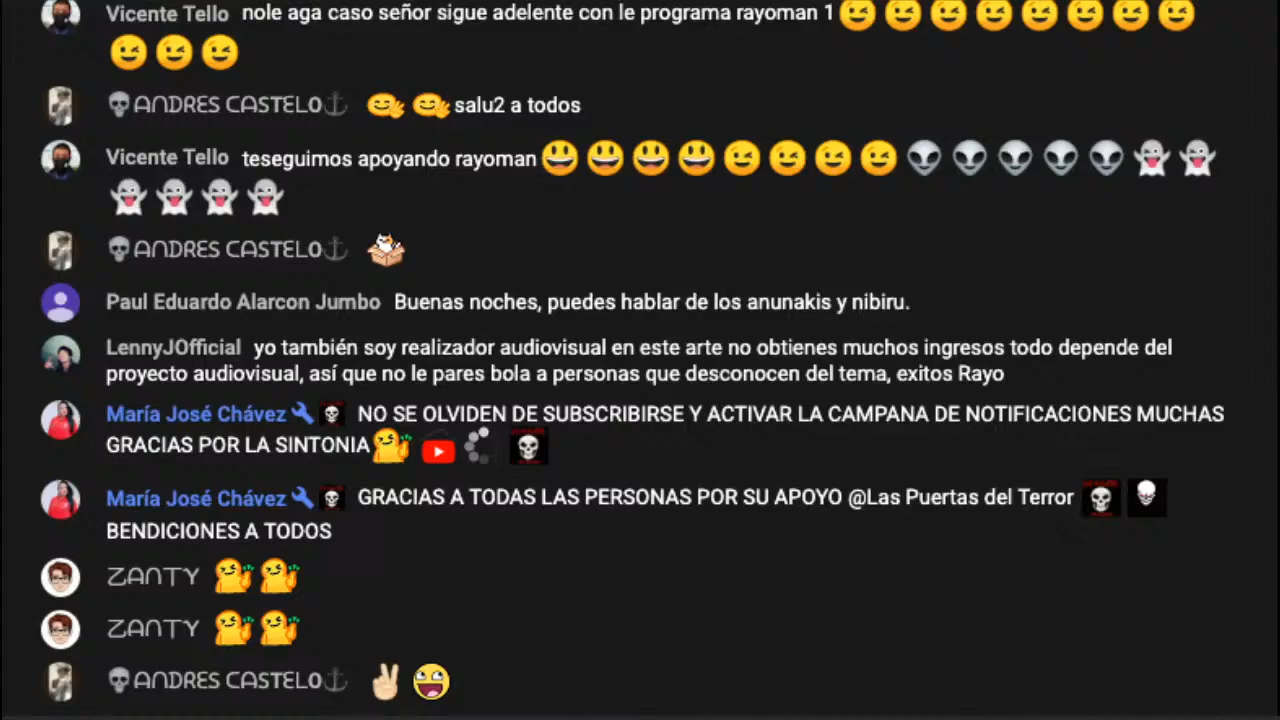 Vicente Tello nole aga caso señor sigue adelente con le programa rayoman 1😉😉😉😉😉😉😉😉
😉😉😉
💀ANDRES CASTELO⚓ 😊👋😊👋salu2 a todos
Vicente Tello teseguimos apoyando rayoman😃😃😃😃😉😉😉😉👽👽👽👽👽👻👻
👻👻👻👻
💀ANDRES CASTELO⚓
Paul Eduardo Alarcon Jumbo Buenas noches, puedes hablar de los anunakis y nibiru.
LennyJOfficial yo también soy realizador audiovisual en este arte no obtienes muchos ingresos todo depende del
proyecto audiovisual, así que no le pares bola a personas que desconocen del tema, exitos Rayo
María José Chávez🔧 NO SE OLVIDEN DE SUBSCRIBIRSE Y ACTIVAR LA CAMPANA DE NOTIFICACIONES MUCHAS
GRACIAS POR LA SINTONIA
María José Chávez🔧 GRACIAS A TODAS LAS PERSONAS POR SU APOYO @Las Puertas del Terror
BENDICIONES A TODOS
ZANTY
ZANTY
💀ANDRES CASTELO⚓ ✌🏻